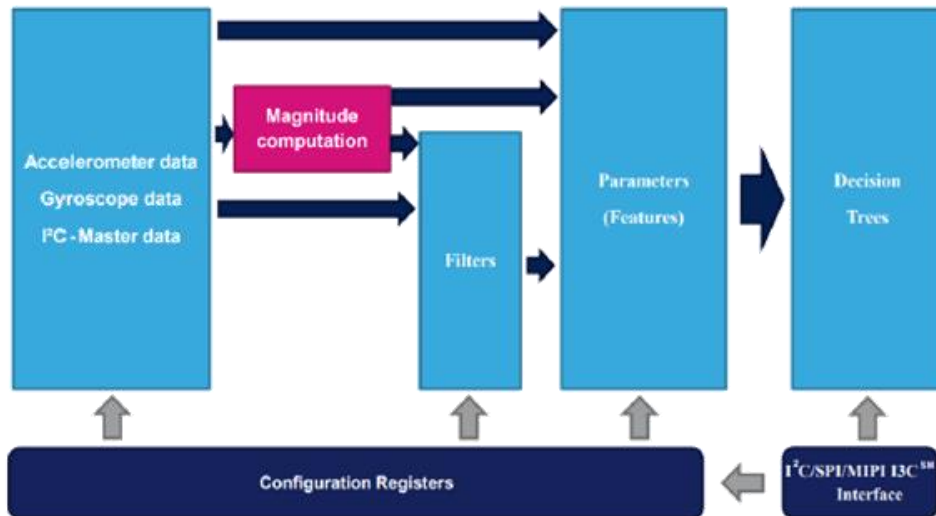 Accelerometer data
Gyroscope data
I²C - Master data
Magnitude
computation
Filters
Parameters
(Features)
Decision
Trees
Configuration Registers
I²C/SPI/MIPI I3C℠
Interface